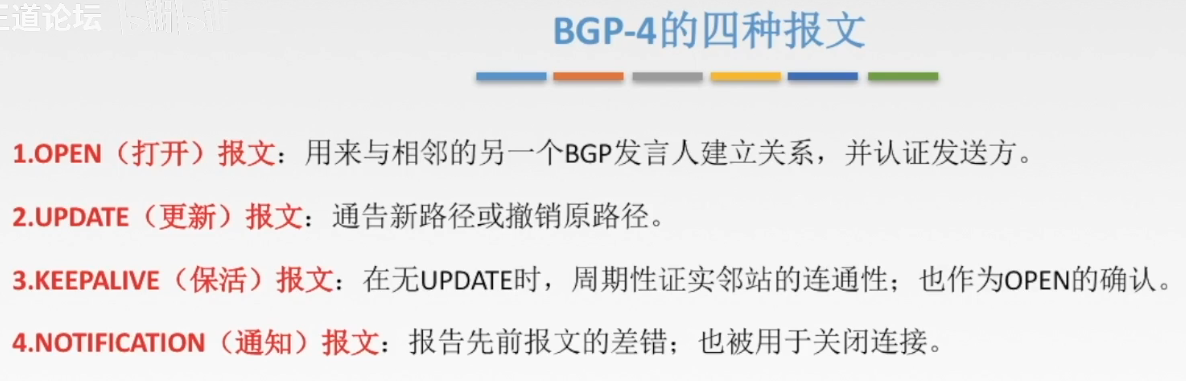 王道论坛
BGP-4的四种报文
1.OPEN（打开）报文：用来与相邻的另一个BGP发言人建立关系，并认证发送方。
2.UPDATE（更新）报文：通告新路径或撤销原路径。
3.KEEPALIVE（保活）报文：在无UPDATE时，周期性证实邻站的连通性；也作为OPEN的确认。
4.NOTIFICATION（通知）报文：报告先前报文的差错；也被用于关闭连接。